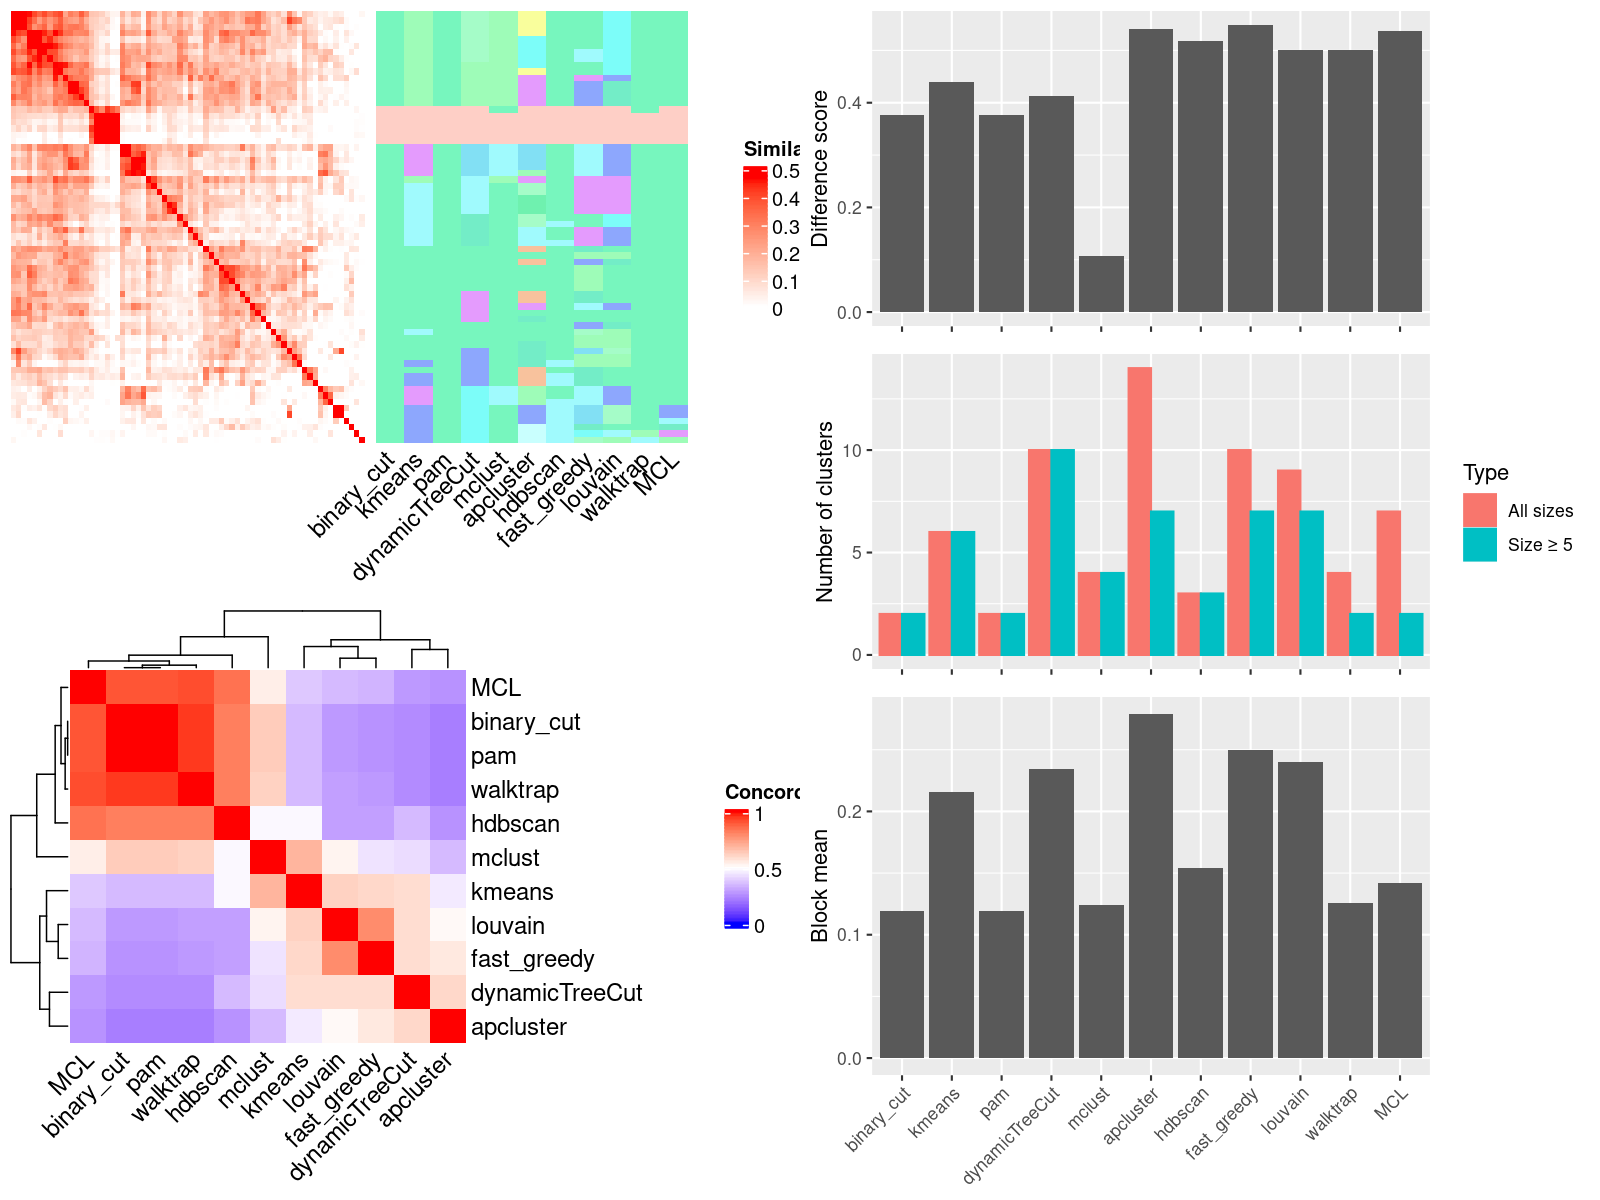 Simila
0.5
0.4
0.3
0.2
0.1
0
binary_cut
kmeans
pam
dynamicTreeCut
mclust
apcluster
hdbscan
fast_greedy
louvain
walktrap
MCL
MCL
binary_cut
pam
walktrap
hdbscan
mclust
kmeans
louvain
fast_greedy
dynamicTreeCut
apcluster
Concord
1
0.5
0
MCL
binary_cut
pam
walktrap
hdbscan
mclust
kmeans
louvain
fast_greedy
dynamicTreeCut
apcluster
Difference score
0.4
0.2
0.0
Number of clusters
10
5
0
Type
All sizes
Size ≥ 5
Block mean
0.2
0.1
0.0
binary_cut
kmeans
pam
dynamicTreeCut
mclust
apcluster
hdbscan
fast_greedy
louvain
walktrap
MCL